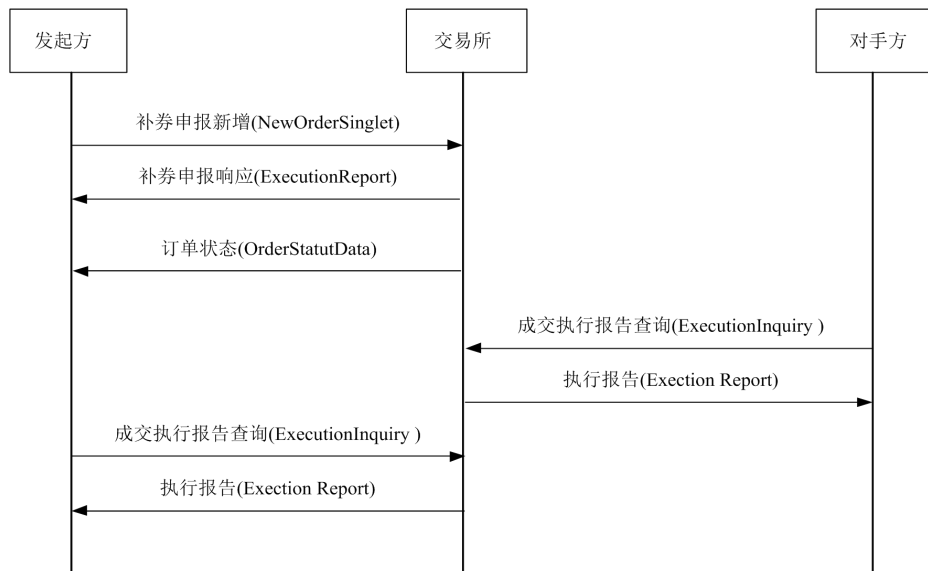 发起方
交易所
对手方
补券申报新增(NewOrderSinglet)
补券申报响应(ExecutionReport)
订单状态(OrderStatutData)
成交执行报告查询(ExecutionInquiry )
执行报告(Exection Report)
成交执行报告查询(ExecutionInquiry )
执行报告(Exection Report)